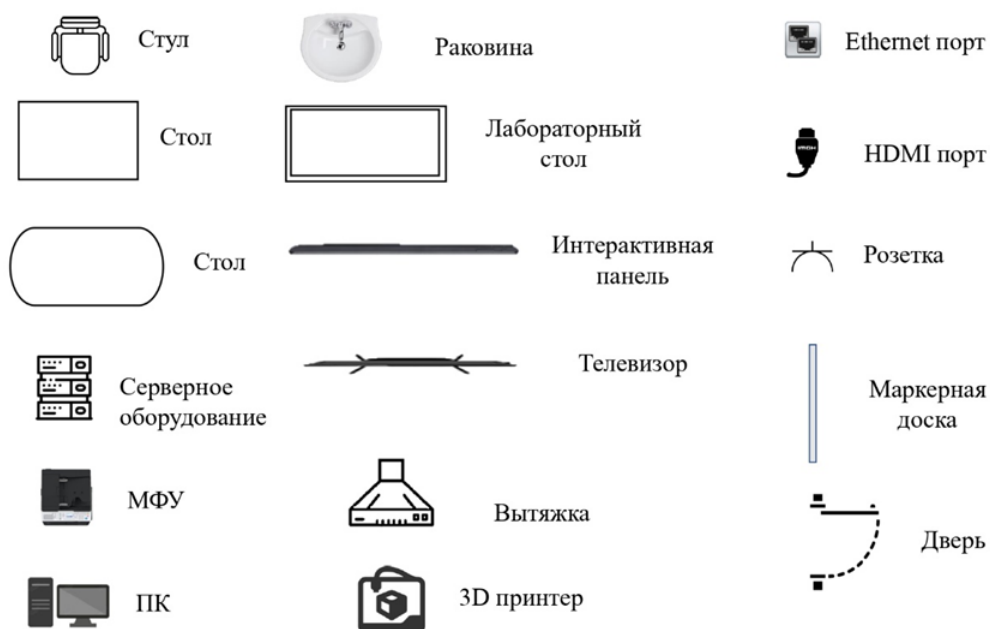 Стул
Раковина
Ethernet порт
Стол
Лабораторный
стол
HDMI порт
Стол
Интерактивная
панель
Розетка
Серверное
оборудование
Телевизор
Маркерная
доска
МФУ
Вытяжка
Дверь
ПК
3D принтер